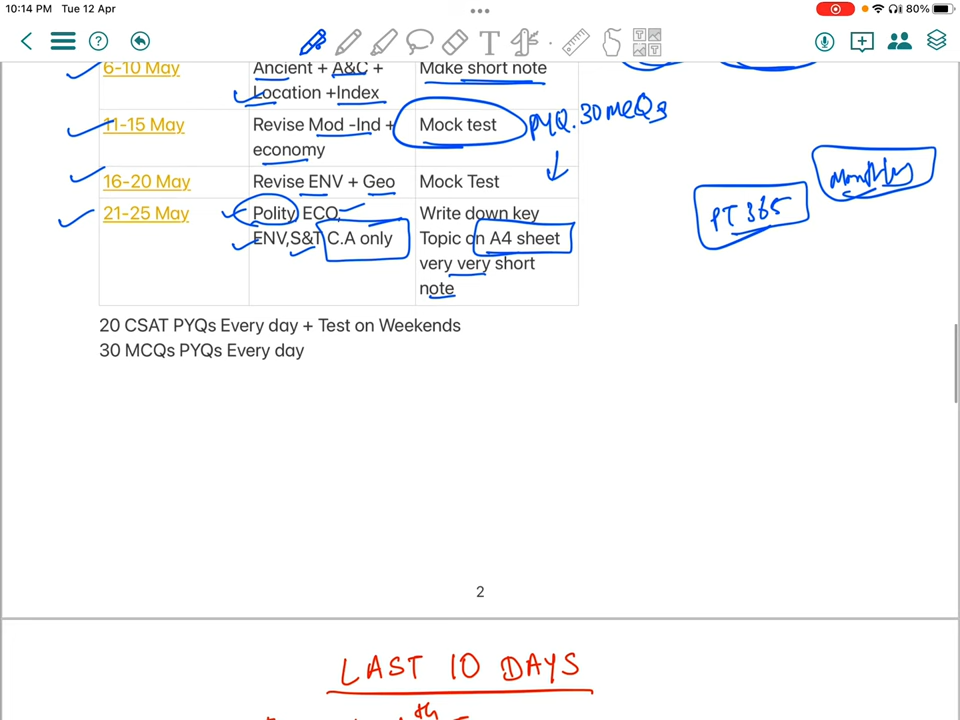 10:14 PM Tue 12 Apr
80%
6-10 May Ancient + A&C + Make short note
Location +Index
11-15 May Revise Mod -Ind + Mock test PYQ. 30 MCQs
economy
16-20 May Revise ENV + Geo Mock Test
Monthly
PT 365
21-25 May Polity ECO, Write down key
ENV,S&T C.A only Topic on A4 sheet
very very short
note
20 CSAT PYQs Every day + Test on Weekends
30 MCQs PYQs Every day
2
LAST 10 DAYS
th